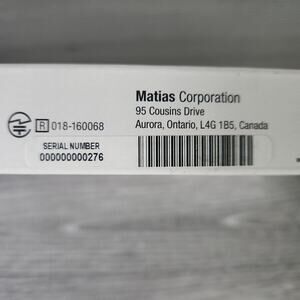 Matias Corporation
95 Cousins Drive
Aurora, Ontario, L4G 1B5, Canada
R 018-160068
SERIAL NUMBER
000000000276